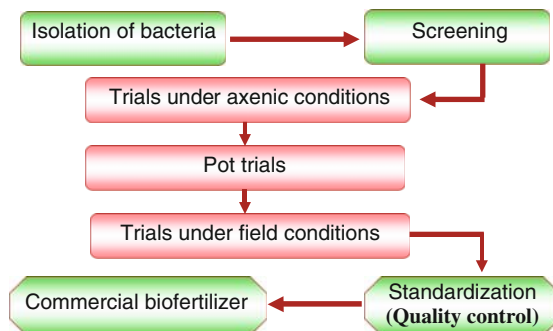 Isolation of bacteria
Screening
Trials under axenic conditions
Pot trials
Trials under field conditions
Commercial biofertilizer
Standardization
(Quality control)